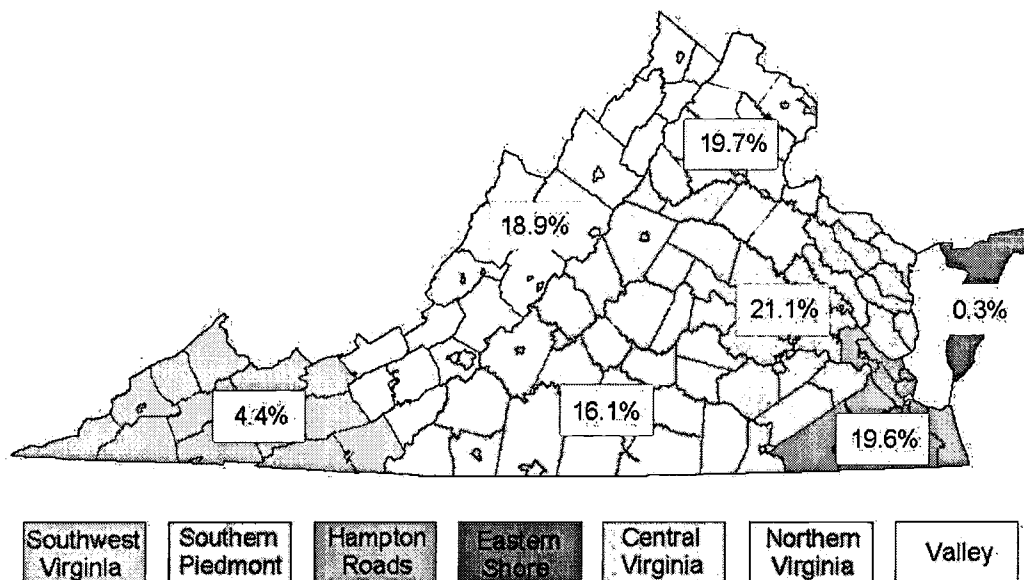 19.7%
18.9%
21.1%
0.3%
4.4%
16.1%
19.6%
Southwest
Virginia
Southern
Piedmont
Hampton
Roads
Eastern
Shore
Central
Virginia
Northern
Virginia
Valley